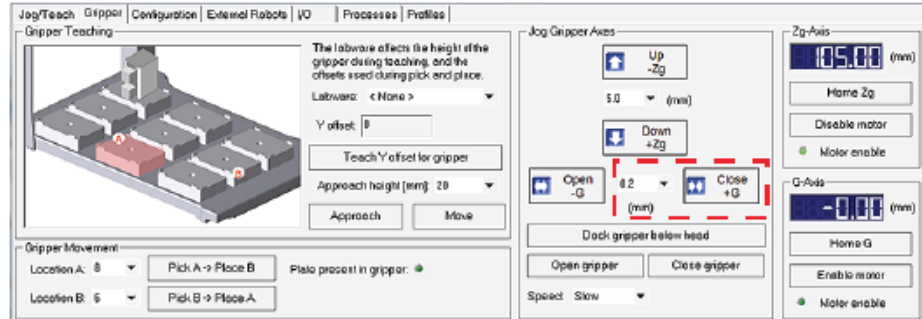 Jog/Teach Gripper Configuration External Robots I/O Processes Profiles
Gripper Teaching
A
B
The labware affects the height of the
gripper during teaching, and the
offsets used during pick and place.
Labware: < None >
Y offset: 0
Teach Y offset for gripper
Approach height [mm]: 20
Approach Move
Gripper Movement
Location A: 8 Pick A -> Place B Plate present in gripper:
Location B: 6 Pick B -> Place A
Jog Gripper Axes
Up
-Zg
5.0 (mm)
Down
+Zg
Open
-G
0.2
(mm)
Close
+G
Dock gripper below head
Open gripper Close gripper
Speed: Slow
Zg-Axis
105.00 (mm)
Home Zg
Disable motor
Motor enable
G-Axis
-0.00 (mm)
Home G
Enable motor
Motor enable